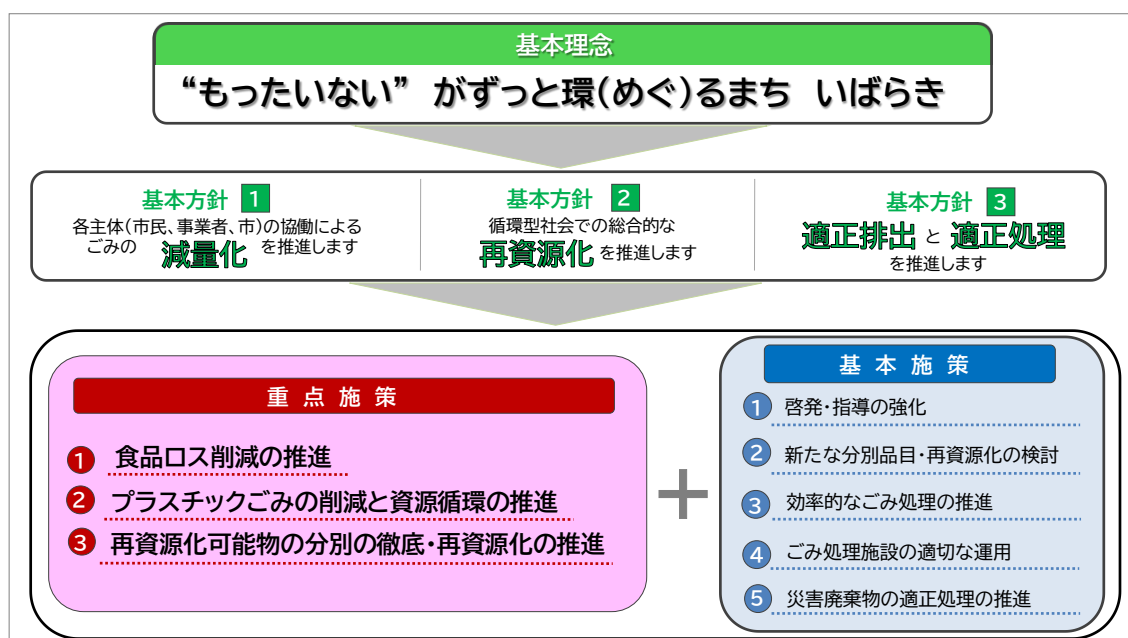 基本理念
“もったいない” がずっと環(めぐ)るまち いばらき
基本方針 1
各主体(市民、事業者、市)の協働による
ごみの 減量化 を推進します
基本方針 2
循環型社会での総合的な
再資源化 を推進します
基本方針 3
適正排出 と 適正処理
を推進します
重点施策
1 食品ロス削減の推進
2 プラスチックごみの削減と資源循環の推進
3 再資源化可能物の分別の徹底・再資源化の推進
+
基本施策
1 啓発・指導の強化
2 新たな分別品目・再資源化の検討
3 効率的なごみ処理の推進
4 ごみ処理施設の適切な運用
5 災害廃棄物の適正処理の推進